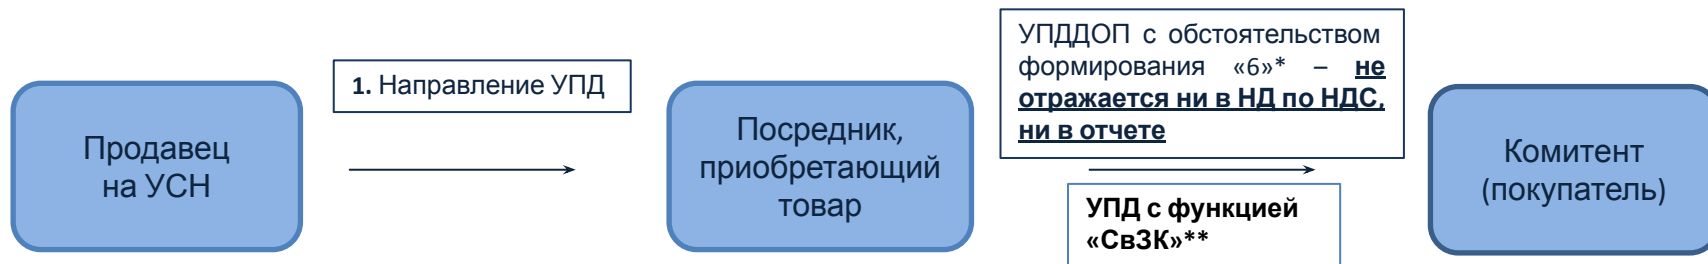 Продавец
на УСН
1. Направление УПД
Посредник,
приобретающий
товар
УПДДОП с обстоятельством
формирования «6»* – не
отражается ни в НД по НДС,
ни в отчете
УПД с функцией
«СвЗК»**
Комитент
(покупатель)